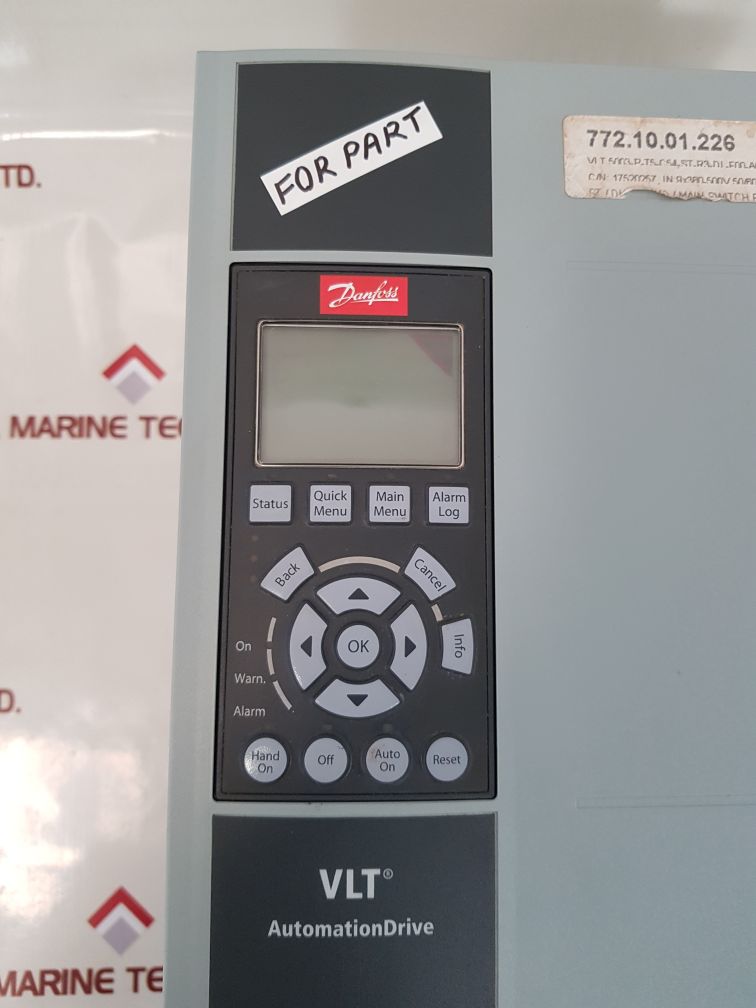 FOR PART
772.10.01.226
TD.
Danfoss
MARINE TE
Status
Quick Menu
Main Menu
Alarm Log
Back
Cancel
OK
Info
On
Warn.
Alarm
Hand On
Off
Auto On
Reset
D.
VLT®
AutomationDrive
MARINE TE